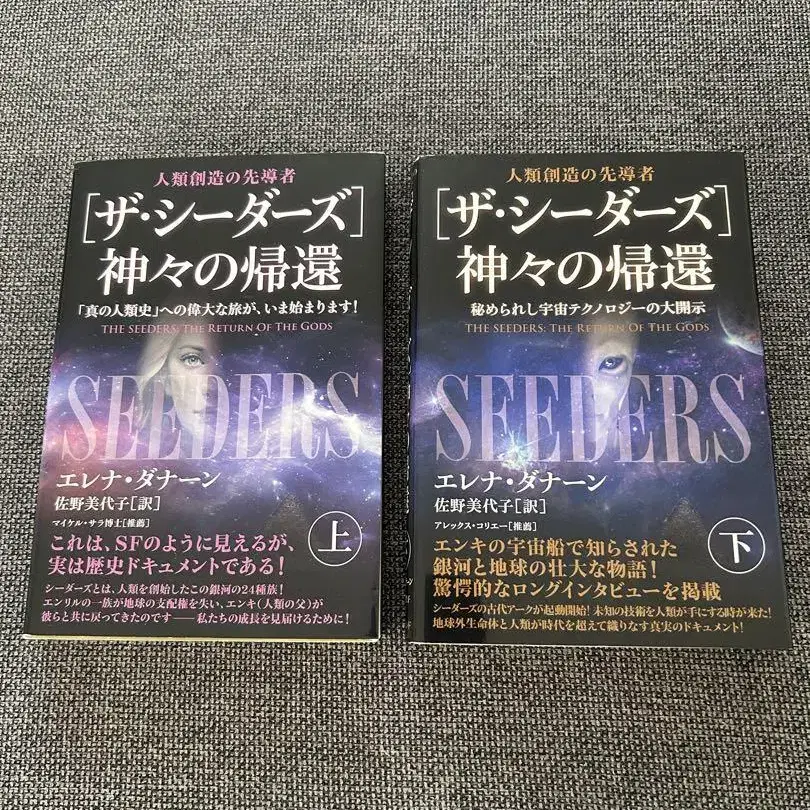 人類創造の先導者
［ザ・シーダーズ］
神々の帰還
「真の人類史」への偉大な旅が、いま始まります！
THE SEEDERS: THE RETURN OF THE GODS
SEEDERS
エレナ・ダナーン
佐野美代子［訳］
マイケル・サラ博士［推薦］
上
これは、SFのように見えるが、
実は歴史ドキュメントである！
シーダーズとは、人類を創始したこの銀河の24種族！
エンリルの一族が地球の支配権を失い、エンキ（人類の父）が
彼らと共に戻ってきたのです——私たちの成長を見届けるために！
人類創造の先導者
［ザ・シーダーズ］
神々の帰還
秘められし宇宙テクノロジーの大開示
THE SEEDERS: THE RETURN OF THE GODS
SEEDERS
エレナ・ダナーン
佐野美代子［訳］
アレックス・コリエー［推薦］
下
エンキの宇宙船で知らされた
銀河と地球の壮大な物語！
驚愕的なロングインタビューを掲載
シーダーズの古代アークが起動開始！未知の技術を人類が手にする時が来た！
地球外生命体と人類が時代を超えて織りなす真実のドキュメント！